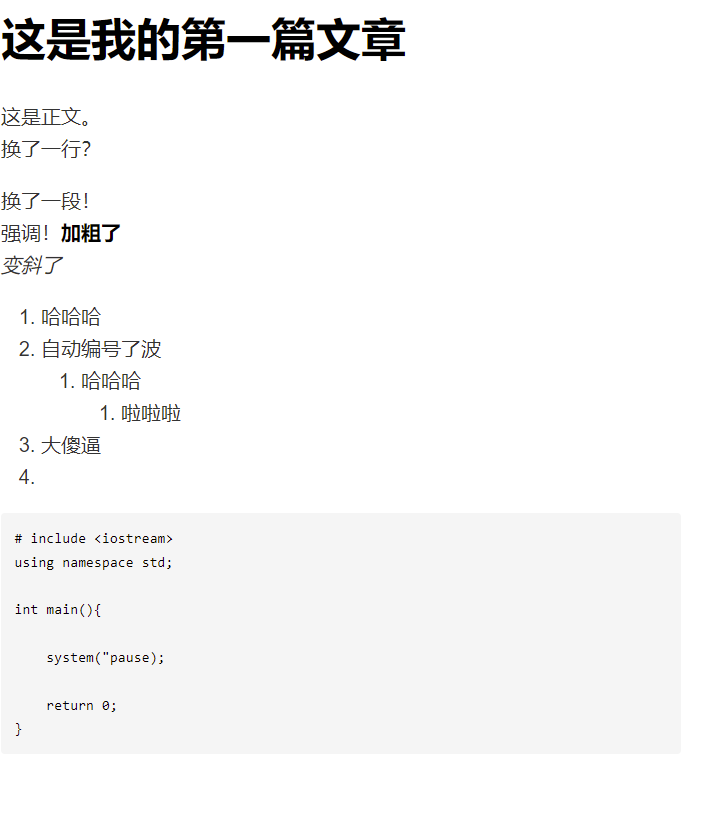 这是我的第一篇文章
这是正文。
换了一行？
换了一段！
强调！加粗了
变斜了
1. 哈哈哈
2. 自动编号了波
1. 哈哈哈
1. 啦啦啦
3. 大傻逼
4.
# include <iostream>
using namespace std;
int main(){
system("pause);
return 0;
}